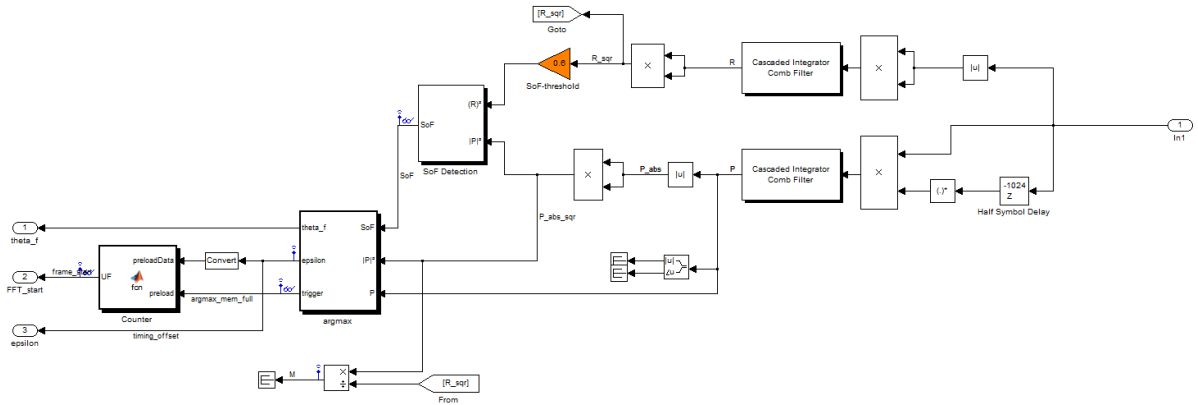 [R_sqr]
Goto
0.6
SoF-threshold
R_sqr
×
R
Cascaded Integrator
Comb Filter
×
|u|
1
In1
(R)²
SoF
|P|²
SoF Detection
SoF
×
P_abs
|u|
P
Cascaded Integrator
Comb Filter
×
(.)*
-1024
Z
Half Symbol Delay
P_abs_sqr
1
theta_f
theta_f
SoF
epsilon
|P|²
trigger
P
argmax
|u|
∠u
2
FFT_start
UF
fcn
preloadData
preload
Counter
Convert
argmax_mem_full
3
epsilon
timing_offset
M
×
÷
[R_sqr]
From